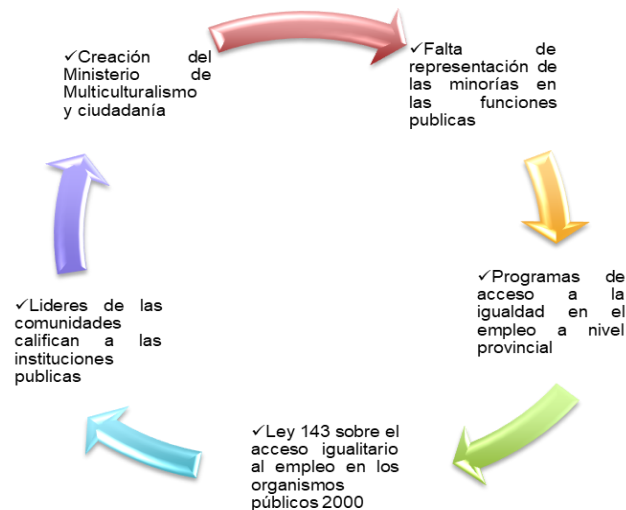 ✓Creación del
Ministerio de
Multiculturalismo
y ciudadanía
✓Falta de
representación de
las minorías en
las funciones
publicas
✓Programas de
acceso a la
igualdad en el
empleo a nivel
provincial
✓Ley 143 sobre el
acceso igualitario
al empleo en los
organismos
públicos 2000
✓Lideres de las
comunidades
califican a las
instituciones
publicas